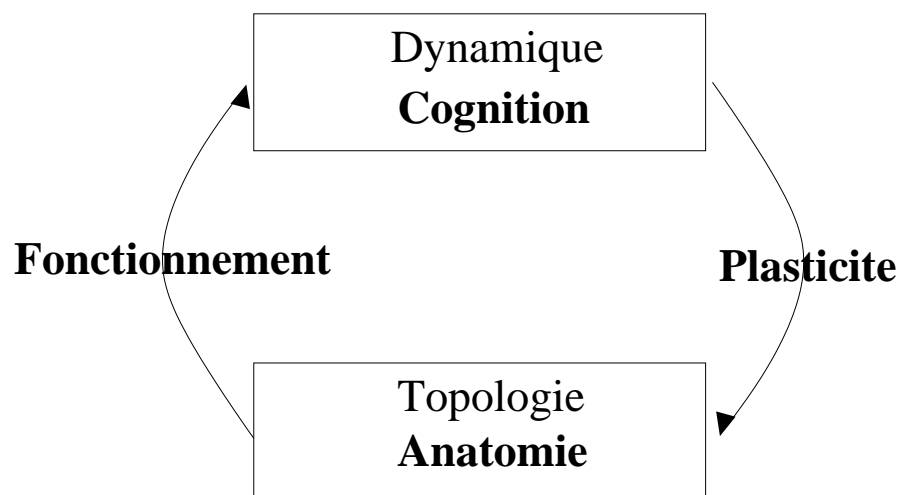 Dynamique
Cognition
Fonctionnement
Plasticite
Topologie
Anatomie